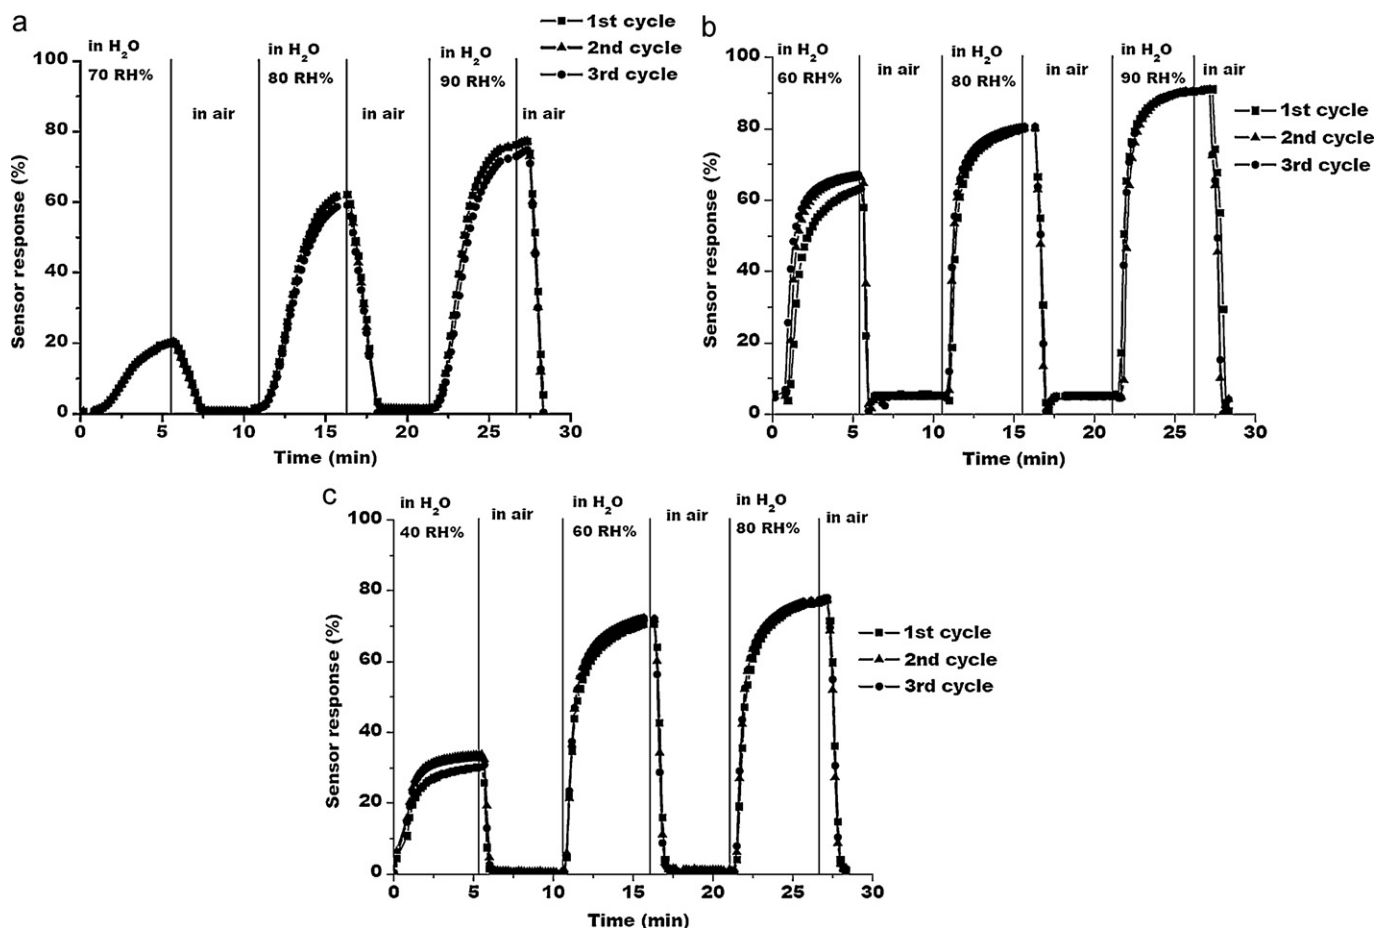 a
1st cycle
2nd cycle
3rd cycle
in H₂O
70 RH%
in air
in H₂O
80 RH%
in air
in H₂O
90 RH%
in air
Sensor response (%)
100
80
60
40
20
0
0 5 10 15 20 25 30
Time (min)
b
1st cycle
2nd cycle
3rd cycle
in H₂O
60 RH%
in air
in H₂O
80 RH%
in air
in H₂O
90 RH%
in air
Sensor response (%)
100
80
60
40
20
0
0 5 10 15 20 25 30
Time (min)
c
in H₂O
40 RH%
in air
in H₂O
60 RH%
in air
in H₂O
80 RH%
in air
1st cycle
2nd cycle
3rd cycle
Sensor response (%)
100
80
60
40
20
0
0 5 10 15 20 25 30
Time (min)